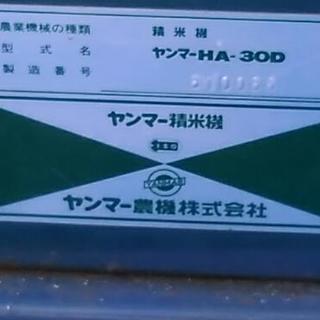 農業機械の種類 精米機
型式名 ヤンマーHA-30D
製造番号
ヤンマー精米機
YANMAR
ヤンマー農機株式会社